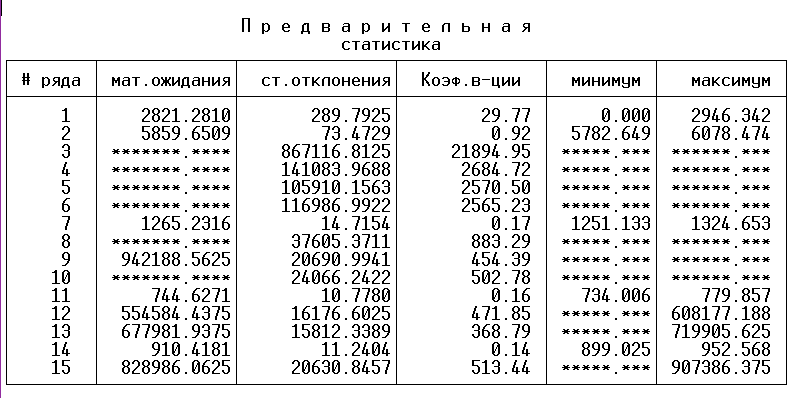 Предварительная
статистика
# ряда мат.ожидания ст.отклонения Коэф.в-ции минимум максимум
1 2821.2810 289.7925 29.77 0.000 2946.342
2 5859.6509 73.4729 0.92 5782.649 6078.474
3 *******.**** 867116.8125 21894.95 *****.*** ******.***
4 *******.**** 141083.9688 2684.72 *****.*** ******.***
5 *******.**** 105910.1563 2570.50 *****.*** ******.***
6 *******.**** 116986.9922 2565.23 *****.*** ******.***
7 1265.2316 14.7154 0.17 1251.133 1324.653
8 *******.**** 37605.3711 883.29 *****.*** ******.***
9 942188.5625 20690.9941 454.39 *****.*** ******.***
10 *******.**** 24066.2422 502.78 *****.*** ******.***
11 744.6271 10.7780 0.16 734.006 779.857
12 554584.4375 16176.6025 471.85 *****.*** 608177.188
13 677981.9375 15812.3389 368.79 *****.*** 719905.625
14 910.4181 11.2404 0.14 899.025 952.568
15 828986.0625 20630.8457 513.44 *****.*** 907386.375